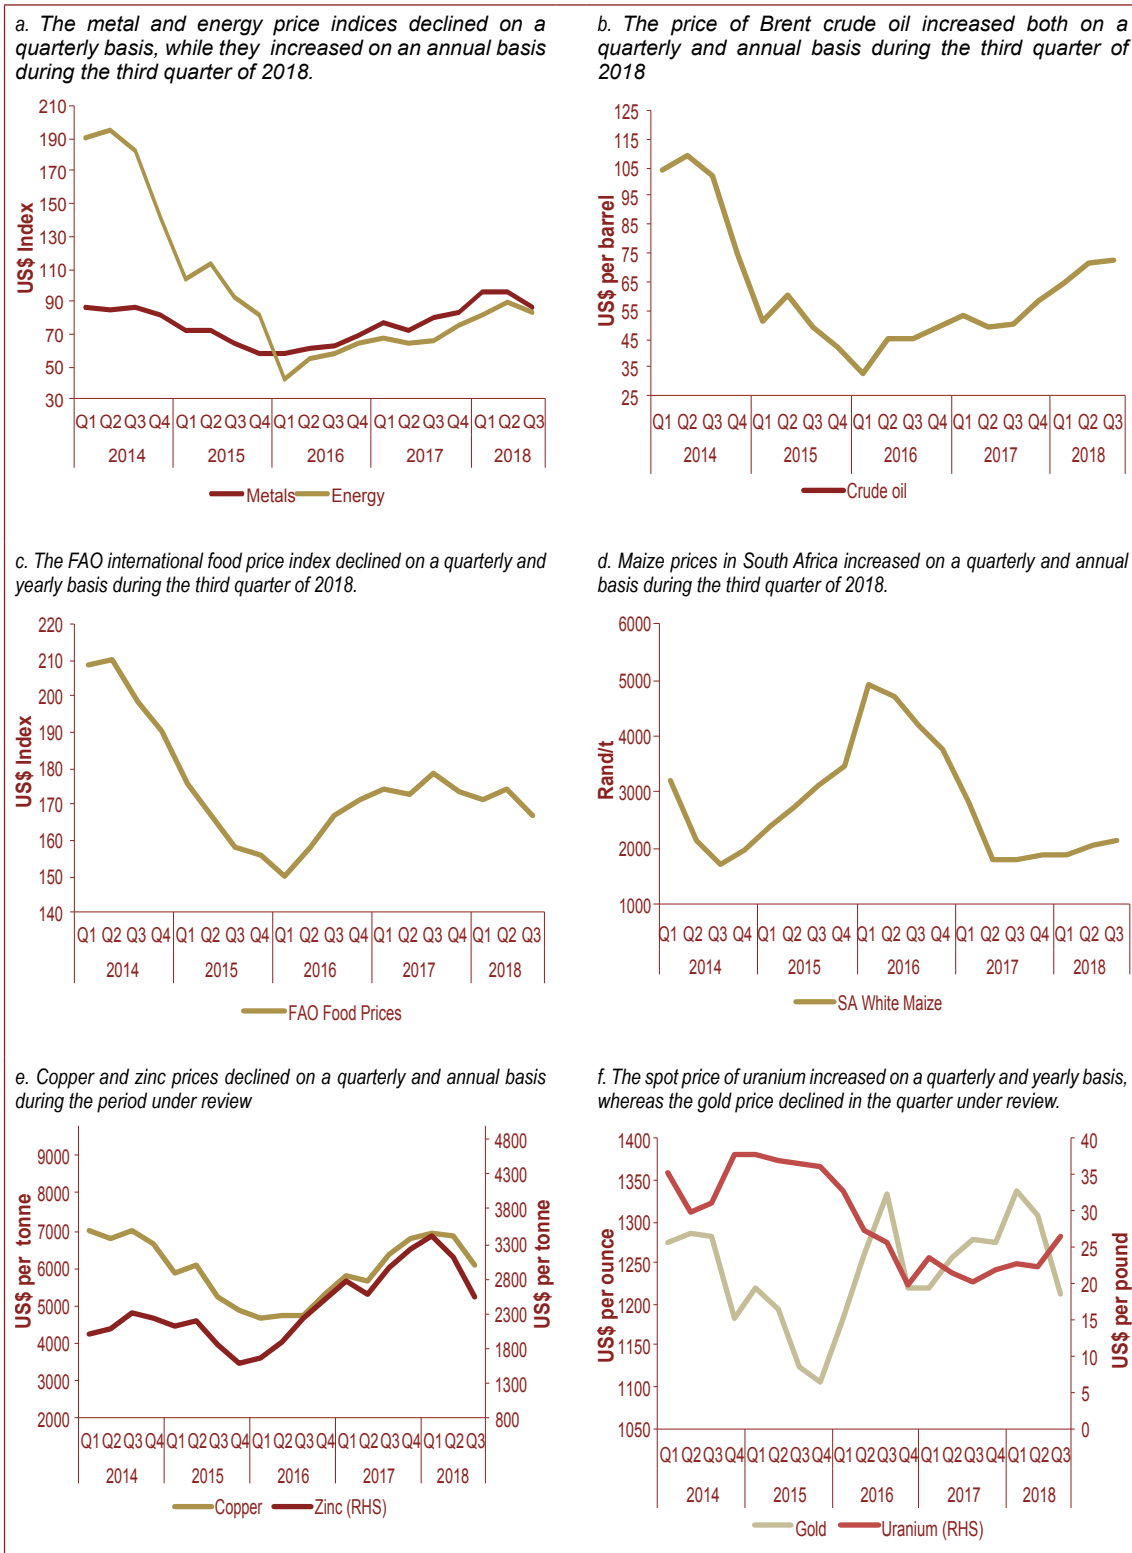 a. The metal and energy price indices declined on a
quarterly basis, while they increased on an annual basis
during the third quarter of 2018.
210
190
170
150
130
110
90
70
50
30
US$ Index
Q1 Q2 Q3 Q4 Q1 Q2 Q3 Q4 Q1 Q2 Q3 Q4 Q1 Q2 Q3 Q4 Q1 Q2 Q3
2014 2015 2016 2017 2018
Metals Energy
b. The price of Brent crude oil increased both on a
quarterly and annual basis during the third quarter of
2018
125
115
105
95
85
75
65
55
45
35
25
US$ per barrel
Q1 Q2 Q3 Q4 Q1 Q2 Q3 Q4 Q1 Q2 Q3 Q4 Q1 Q2 Q3 Q4 Q1 Q2 Q3
2014 2015 2016 2017 2018
Crude oil
c. The FAO international food price index declined on a quarterly and
yearly basis during the third quarter of 2018.
220
210
200
190
180
170
160
150
140
US$ Index
Q1 Q2 Q3 Q4 Q1 Q2 Q3 Q4 Q1 Q2 Q3 Q4 Q1 Q2 Q3 Q4 Q1 Q2 Q3
2014 2015 2016 2017 2018
FAO Food Prices
d. Maize prices in South Africa increased on a quarterly and annual
basis during the third quarter of 2018.
6000
5000
4000
3000
2000
1000
Rand/t
Q1 Q2 Q3 Q4 Q1 Q2 Q3 Q4 Q1 Q2 Q3 Q4 Q1 Q2 Q3 Q4 Q1 Q2 Q3
2014 2015 2016 2017 2018
SA White Maize
e. Copper and zinc prices declined on a quarterly and annual basis
during the period under review
9000
8000
7000
6000
5000
4000
3000
2000
US$ per tonne
4800
4300
3800
3300
2800
2300
1800
1300
800
US$ per tonne
Q1 Q2 Q3 Q4 Q1 Q2 Q3 Q4 Q1 Q2 Q3 Q4 Q1 Q2 Q3 Q4 Q1 Q2 Q3
2014 2015 2016 2017 2018
Copper Zinc (RHS)
f. The spot price of uranium increased on a quarterly and yearly basis,
whereas the gold price declined in the quarter under review.
1400
1350
1300
1250
1200
1150
1100
1050
US$ per ounce
40
35
30
25
20
15
10
5
0
US$ per pound
Q1 Q2 Q3 Q4 Q1 Q2 Q3 Q4 Q1 Q2 Q3 Q4 Q1 Q2 Q3 Q4 Q1 Q2 Q3
2014 2015 2016 2017 2018
Gold Uranium (RHS)